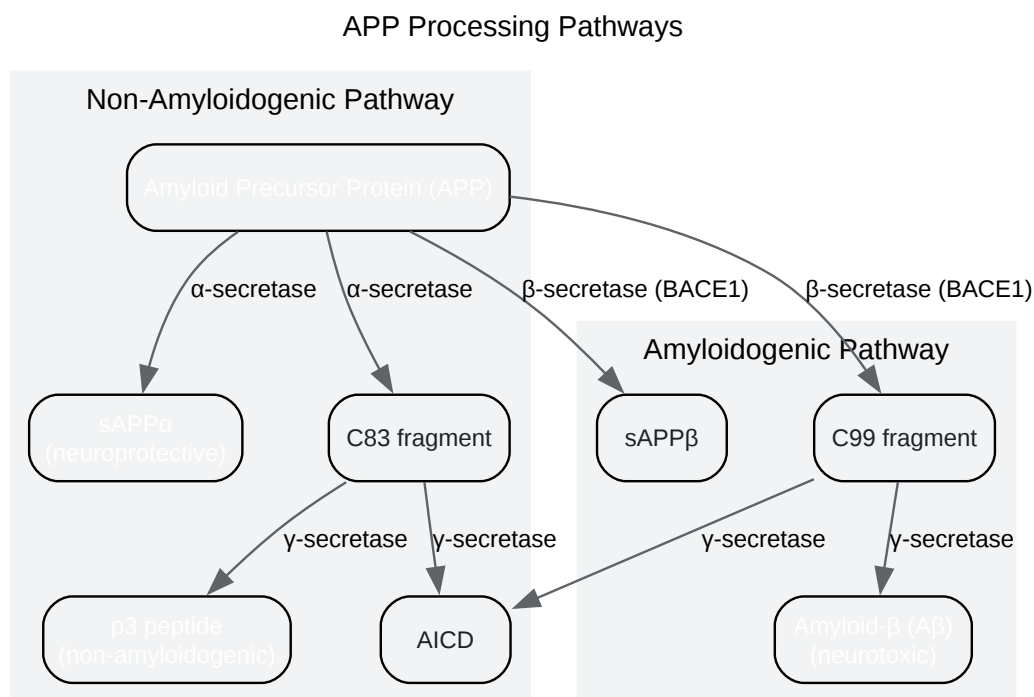 APP Processing Pathways
Non-Amyloidogenic Pathway
Amyloid Precursor Protein (APP)
α-secretase
α-secretase
β-secretase (BACE1)
β-secretase (BACE1)
Amyloidogenic Pathway
sAPPα
(neuroprotective)
C83 fragment
sAPPβ
C99 fragment
γ-secretase
γ-secretase
γ-secretase
γ-secretase
p3 peptide
(non-amyloidogenic)
AICD
Amyloid-β (Aβ)
(neurotoxic)